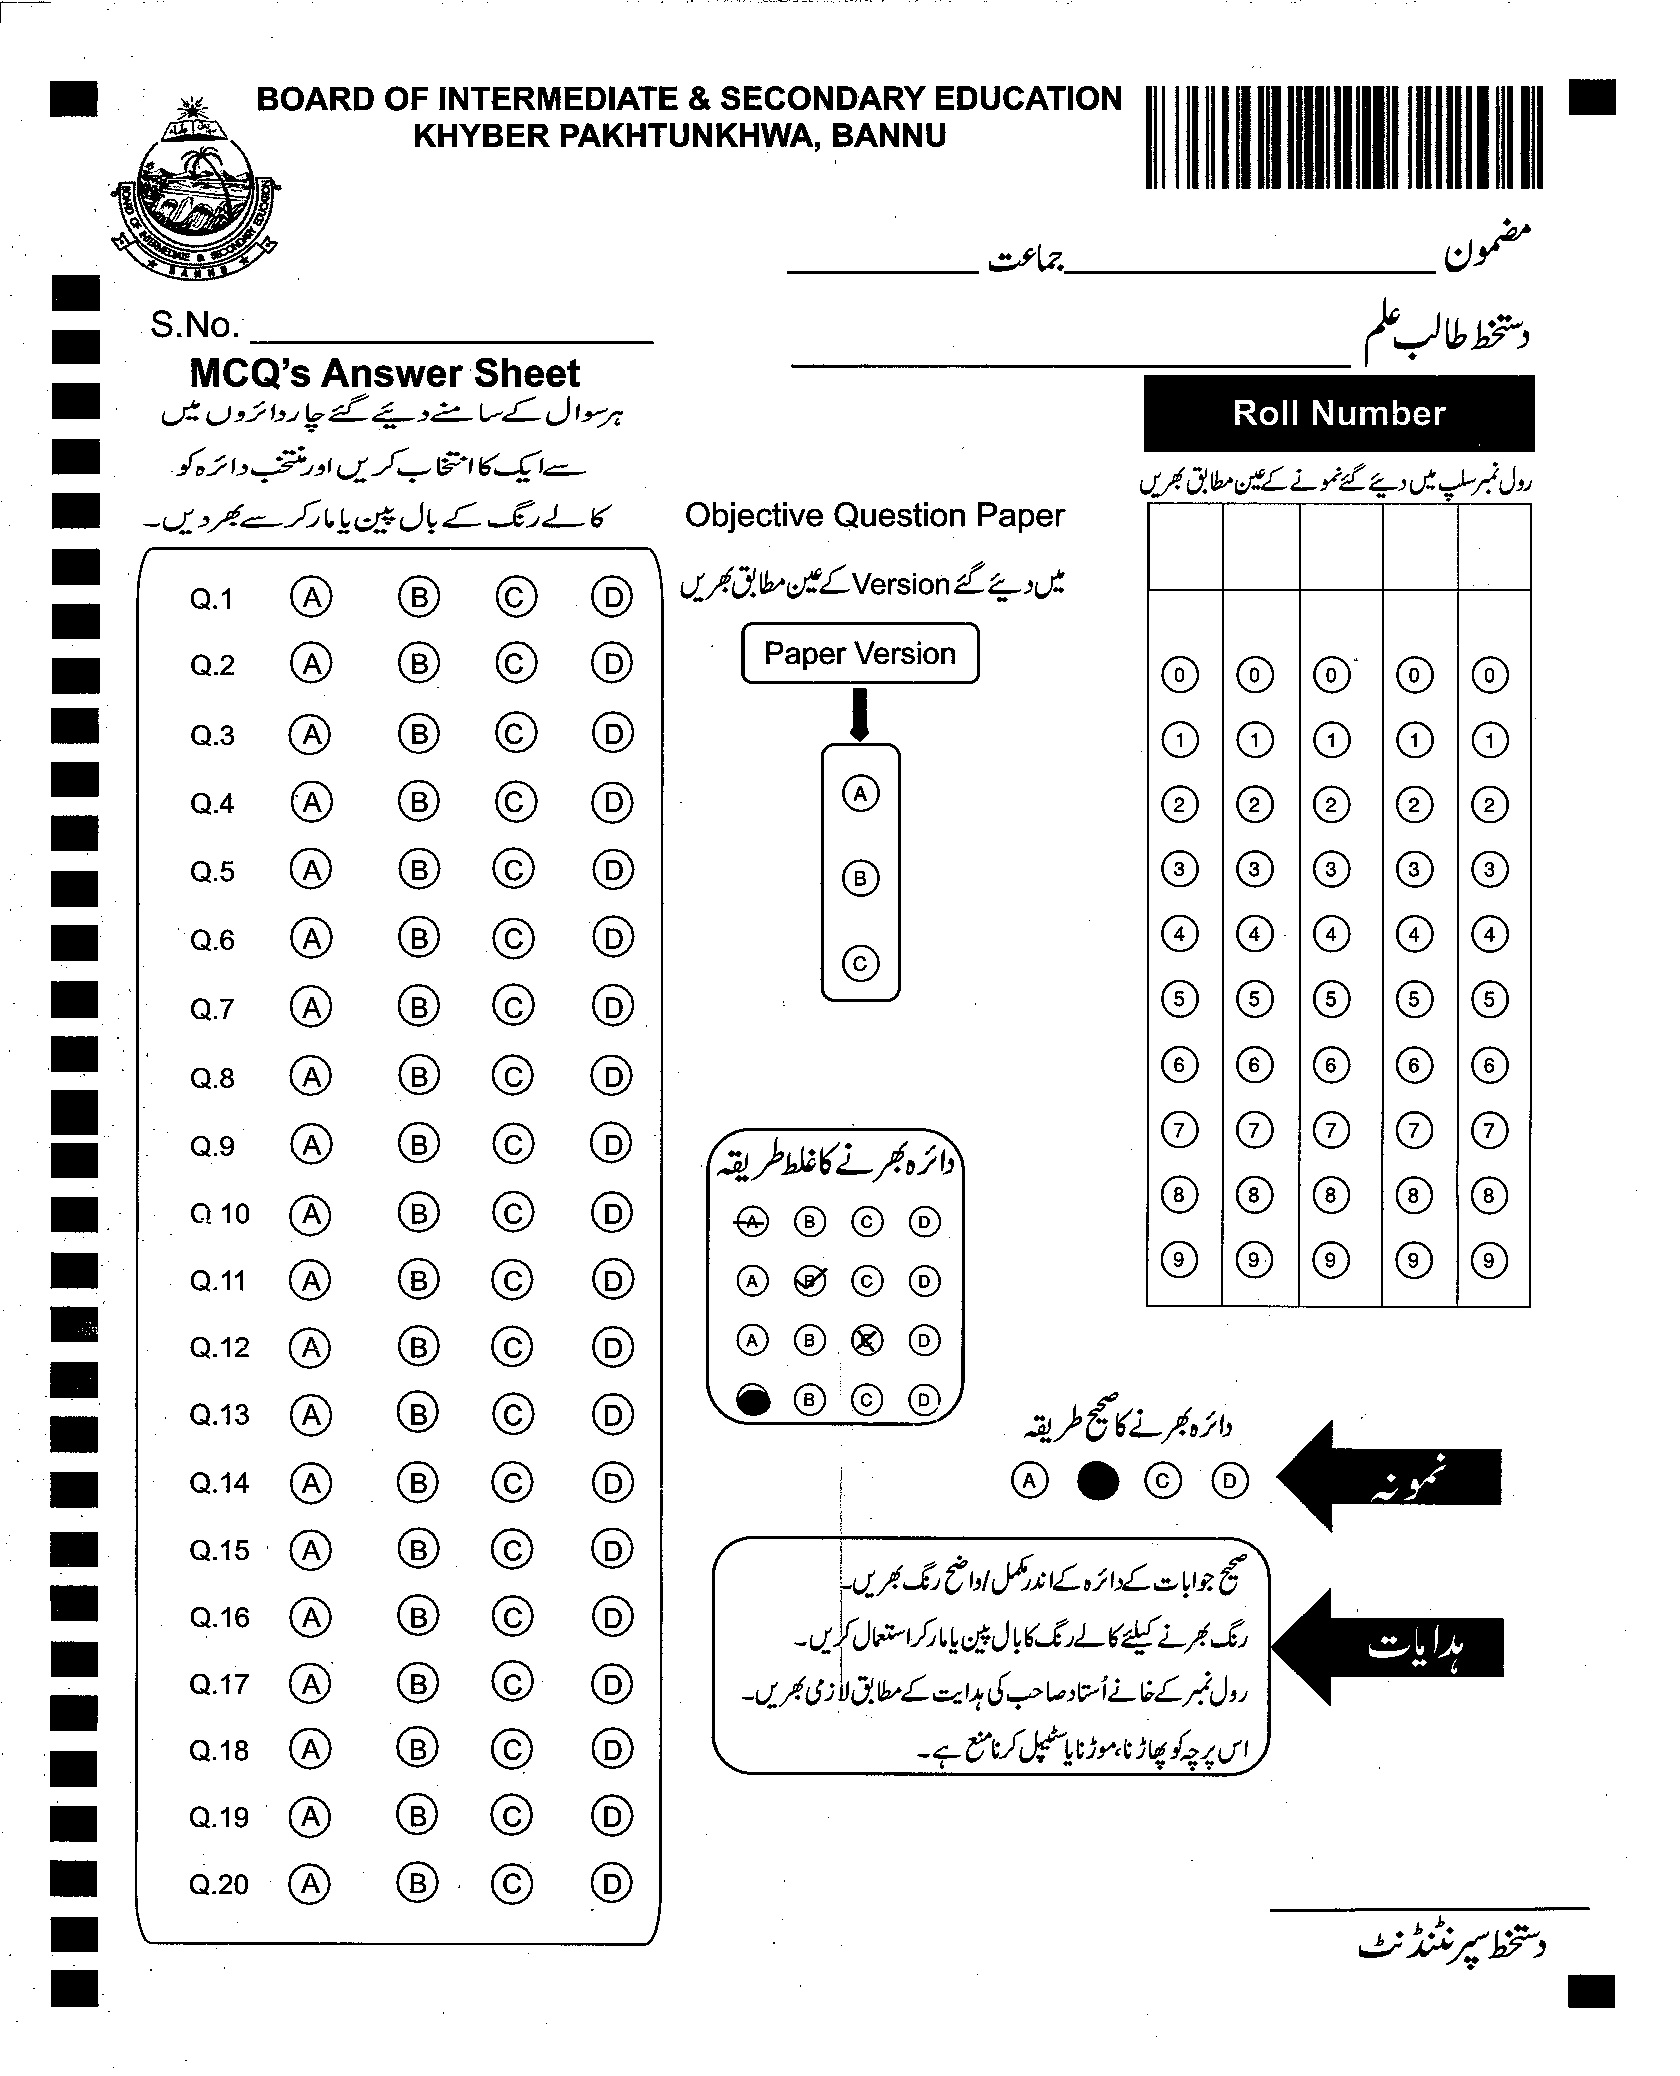 BOARD OF INTERMEDIATE & SECONDARY EDUCATION
KHYBER PAKHTUNKHWA, BANNU
BOARD OF INTERMEDIATE & SECONDARY EDUCATION
BANNU
مضمون جماعت
S.No.
دستخط طالب علم
MCQ's Answer Sheet
ہر سوال کے سامنے دیئے گئے چار دائروں میں
سے ایک کا انتخاب کریں اور منتخب دائرہ کو
کالے رنگ کے بال پین یا مارکر سے بھر دیں۔
Q.1 A B C D
Q.2 A B C D
Q.3 A B C D
Q.4 A B C D
Q.5 A B C D
Q.6 A B C D
Q.7 A B C D
Q.8 A B C D
Q.9 A B C D
Q 10 A B C D
Q.11 A B C D
Q.12 A B C D
Q.13 A B C D
Q.14 A B C D
Q.15 A B C D
Q.16 A B C D
Q.17 A B C D
Q.18 A B C D
Q.19 A B C D
Q.20 A B C D
Objective Question Paper
میں دیئے گئے Version کے عین مطابق بھریں
Paper Version
A
B
C
Roll Number
رول نمبر سلپ میں دیئے گئے نمونے کے عین مطابق بھریں
0 0 0 0 0
1 1 1 1 1
2 2 2 2 2
3 3 3 3 3
4 4 4 4 4
5 5 5 5 5
6 6 6 6 6
7 7 7 7 7
8 8 8 8 8
9 9 9 9 9
دائرہ بھرنے کا غلط طریقہ
A B C D
A B C D
A B C D
B C D
دائرہ بھرنے کا صحیح طریقہ
A C D
نمونہ
صحیح جوابات کے دائرہ کے اندر مکمل/واضح رنگ بھریں۔
رنگ بھرنے کیلئے کالے رنگ کا بال پین یا مارکر استعمال کریں۔
رول نمبر کے خانے اُستاد صاحب کی ہدایت کے مطابق لازمی بھریں۔
اس پرچہ کو پھاڑنا، موڑنا یا سٹیپل کرنا منع ہے۔
ہدایات
دستخط سپرنٹنڈنٹ